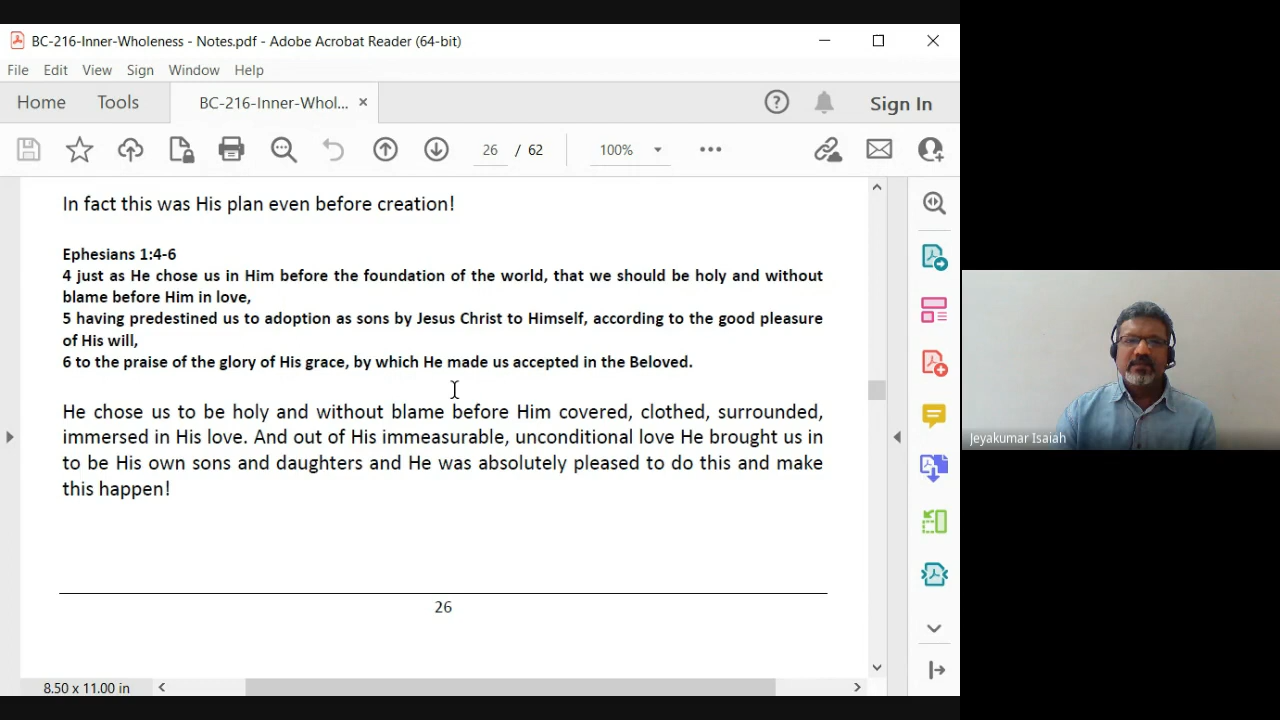 BC-216-Inner-Wholeness - Notes.pdf - Adobe Acrobat Reader (64-bit)
File Edit View Sign Window Help
Home Tools BC-216-Inner-Whol... × Sign In
26 / 62 100%
In fact this was His plan even before creation!
Ephesians 1:4-6
4 just as He chose us in Him before the foundation of the world, that we should be holy and without
blame before Him in love,
5 having predestined us to adoption as sons by Jesus Christ to Himself, according to the good pleasure
of His will,
6 to the praise of the glory of His grace, by which He made us accepted in the Beloved.
He chose us to be holy and without blame before Him covered, clothed, surrounded,
immersed in His love. And out of His immeasurable, unconditional love He brought us in
to be His own sons and daughters and He was absolutely pleased to do this and make
this happen!
26
8.50 x 11.00 in
Jeyakumar Isaiah